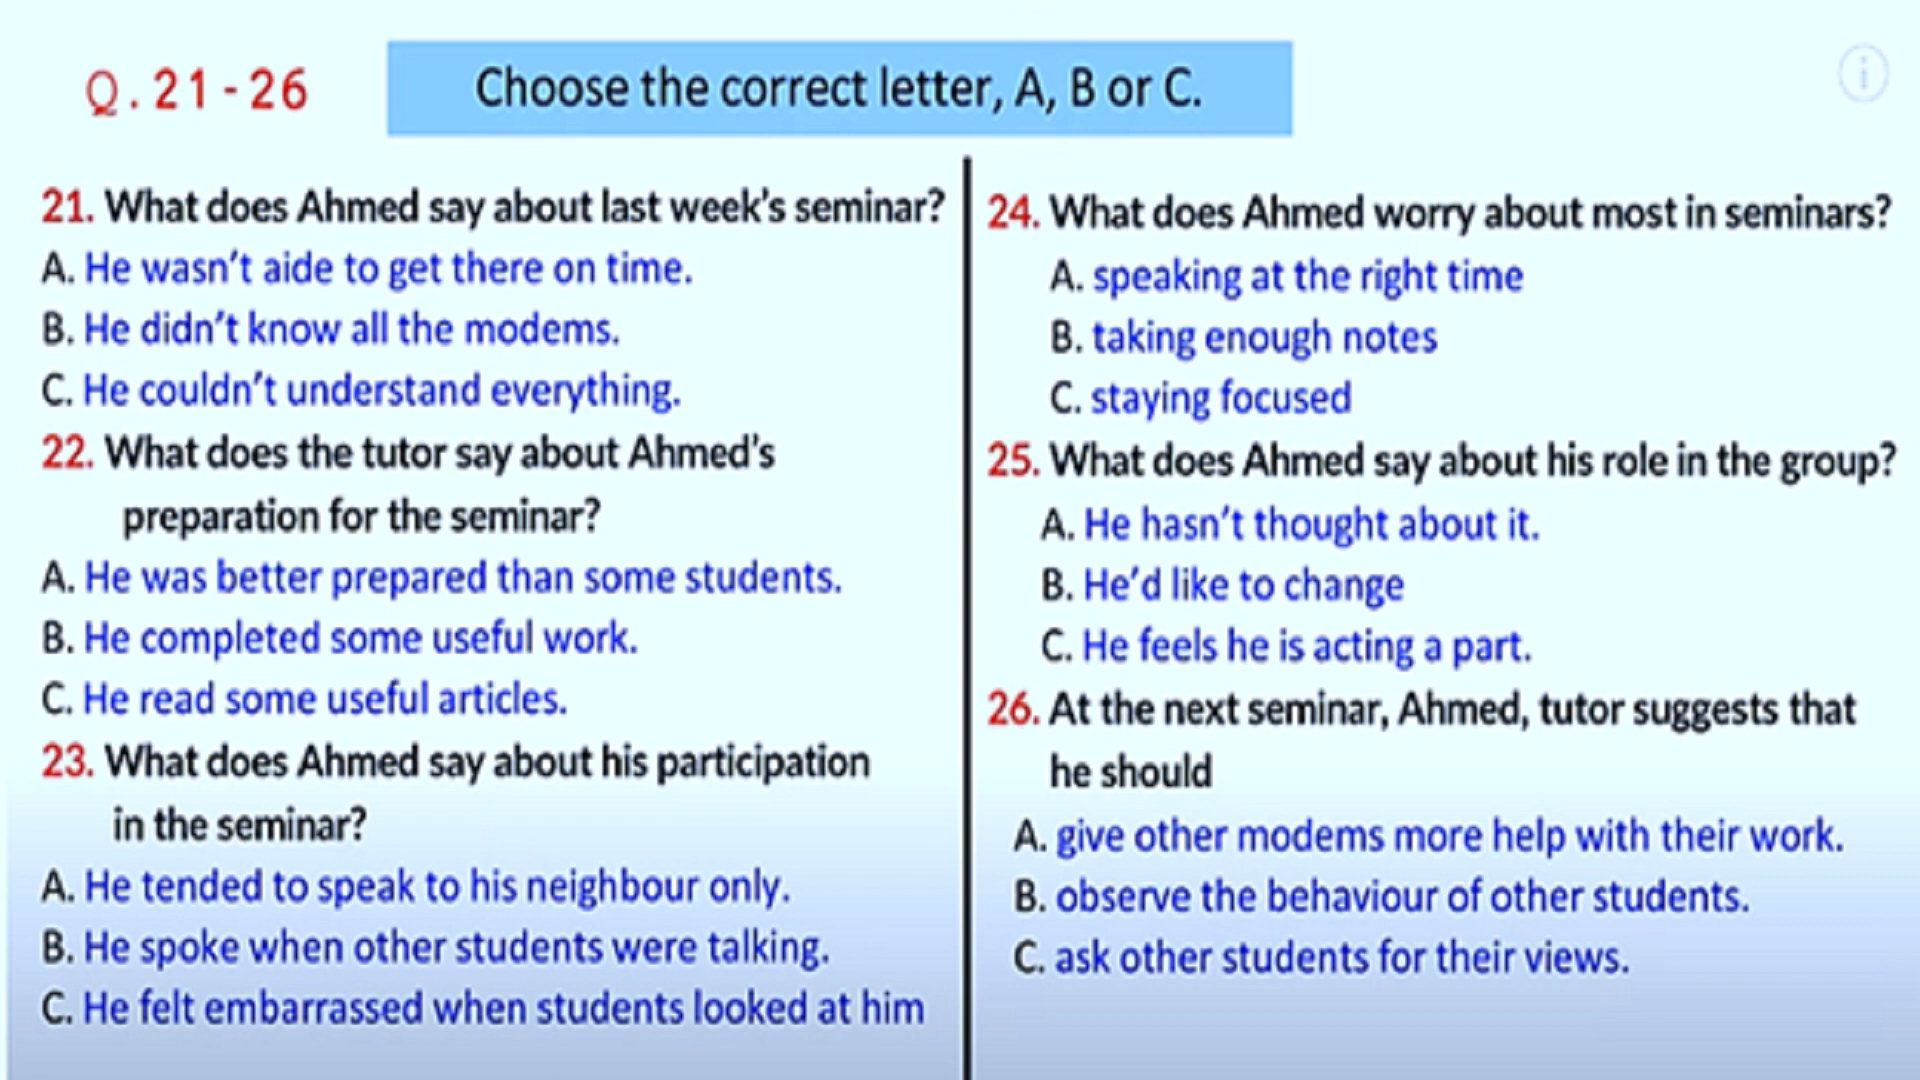 Q.21-26
Choose the correct letter, A, B or C.
21. What does Ahmed say about last week's seminar?
A. He wasn't aide to get there on time.
B. He didn't know all the modems.
C. He couldn't understand everything.
22. What does the tutor say about Ahmed's
preparation for the seminar?
A. He was better prepared than some students.
B. He completed some useful work.
C. He read some useful articles.
23. What does Ahmed say about his participation
in the seminar?
A. He tended to speak to his neighbour only.
B. He spoke when other students were talking.
C. He felt embarrassed when students looked at him
24. What does Ahmed worry about most in seminars?
A. speaking at the right time
B. taking enough notes
C. staying focused
25. What does Ahmed say about his role in the group?
A. He hasn't thought about it.
B. He'd like to change
C. He feels he is acting a part.
26. At the next seminar, Ahmed, tutor suggests that
he should
A. give other modems more help with their work.
B. observe the behaviour of other students.
C. ask other students for their views.